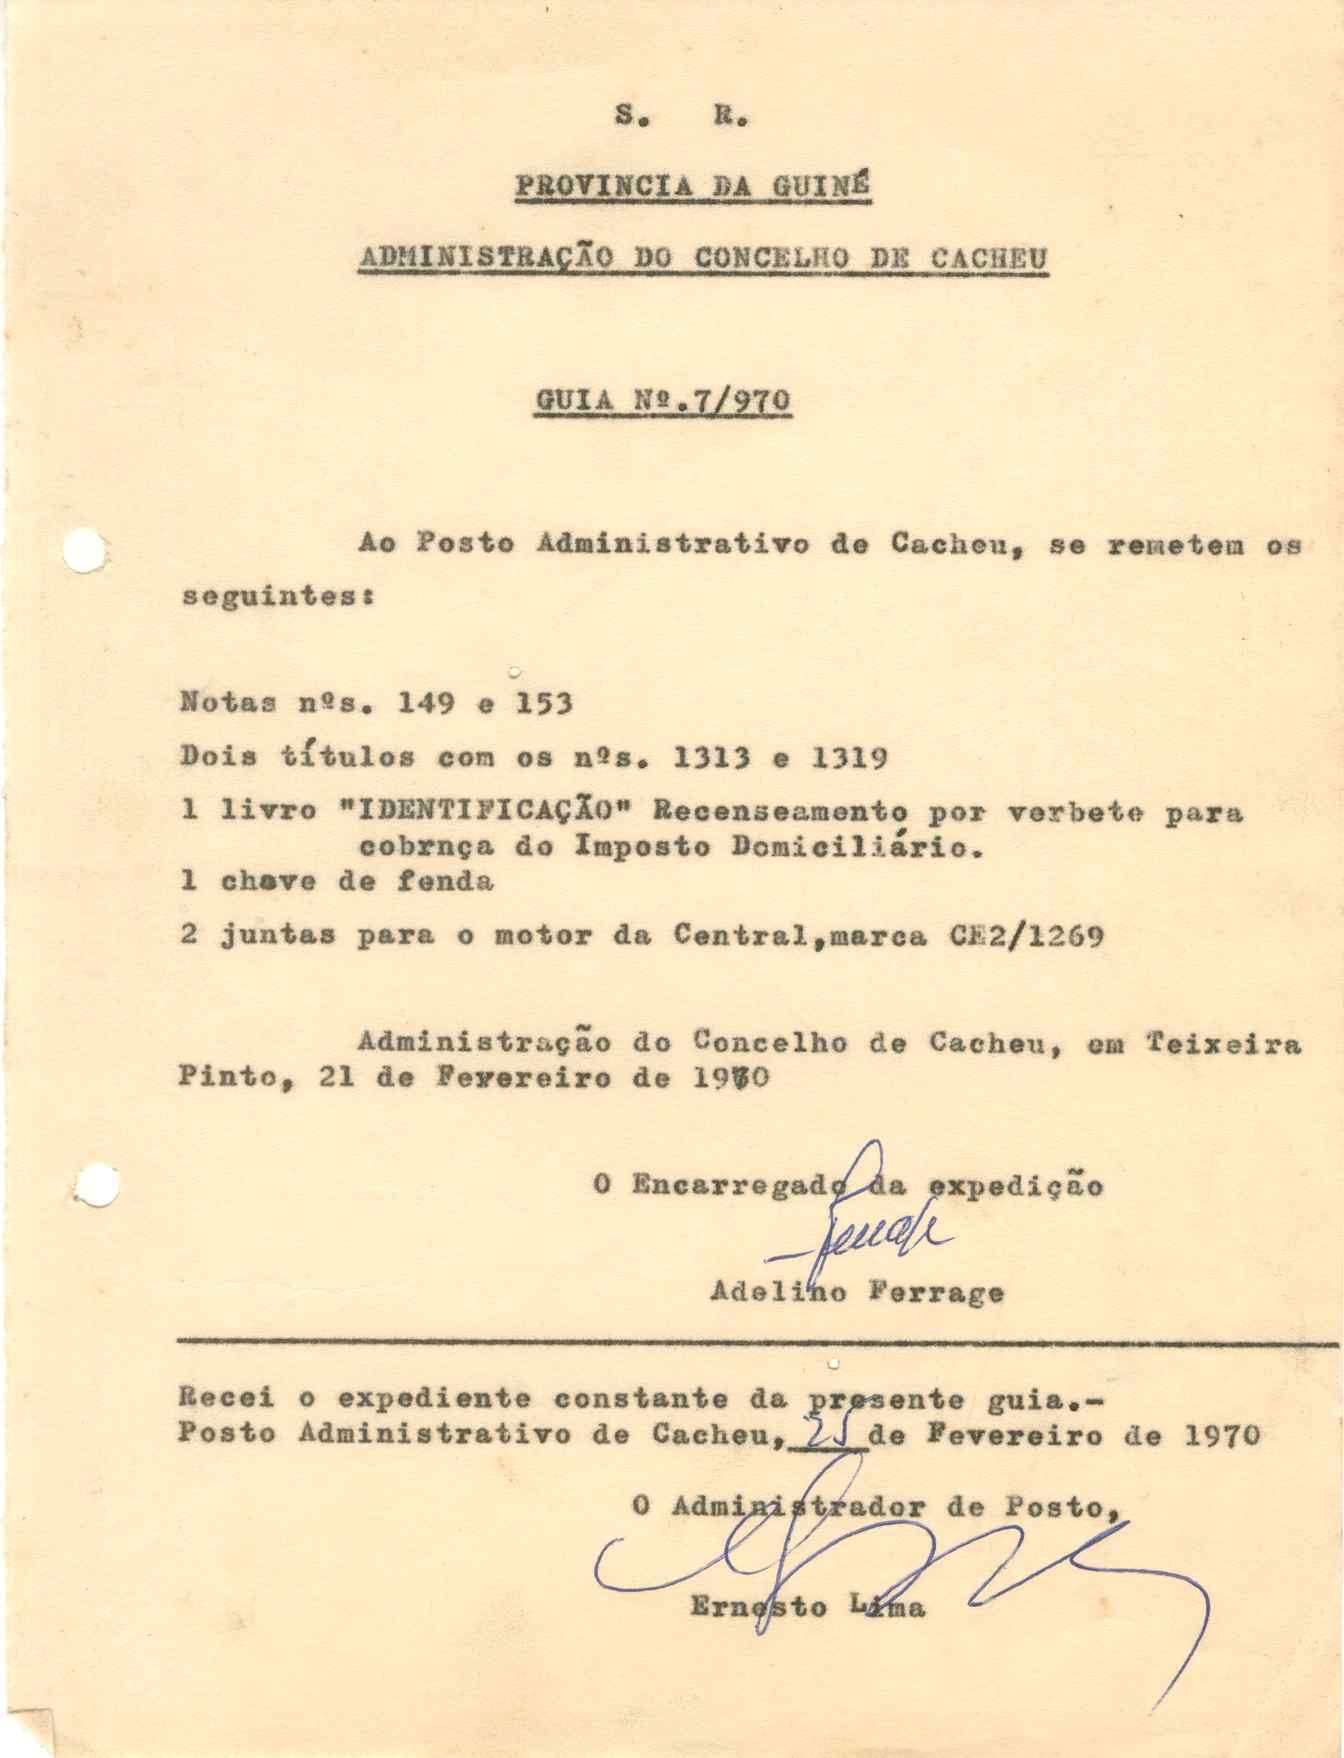 S. R.
PROVINCIA DA GUINÉ
ADMINISTRAÇÃO DO CONCELHO DE CACHEU
GUIA Nº.7/970
Ao Posto Administrativo de Cacheu, se remetem os
seguintes:
Notas nºs. 149 e 153
Dois títulos com os nºs. 1313 e 1319
1 livro "IDENTIFICAÇÃO" Recenseamento por verbete para
cobrnça do Imposto Domiciliário.
1 chave de fenda
2 juntas para o motor da Central,marca CE2/1269
Administração do Concelho de Cacheu, em Teixeira
Pinto, 21 de Fevereiro de 1970
O Encarregado da expedição
Adelino Ferrage
Recei o expediente constante da presente guia.-
Posto Administrativo de Cacheu, 25 de Fevereiro de 1970
O Administrador de Posto,
Ernesto Lima